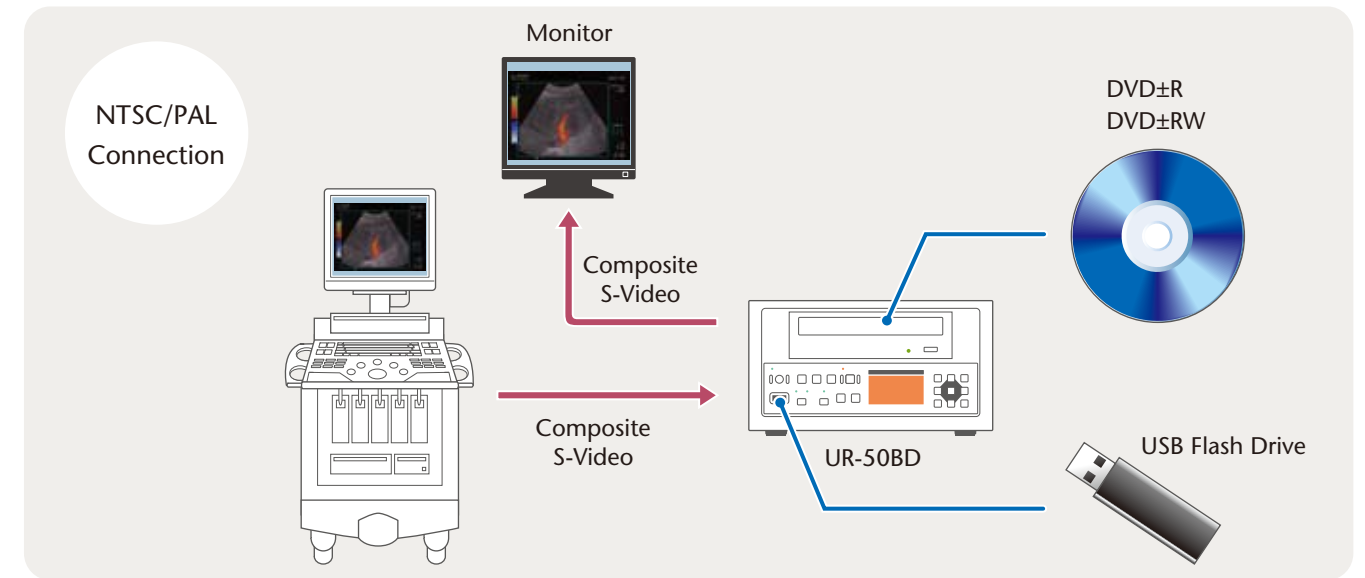 NTSC/PAL
Connection
Monitor
DVD±R
DVD±RW
Composite
S-Video
Composite
S-Video
UR-50BD
USB Flash Drive